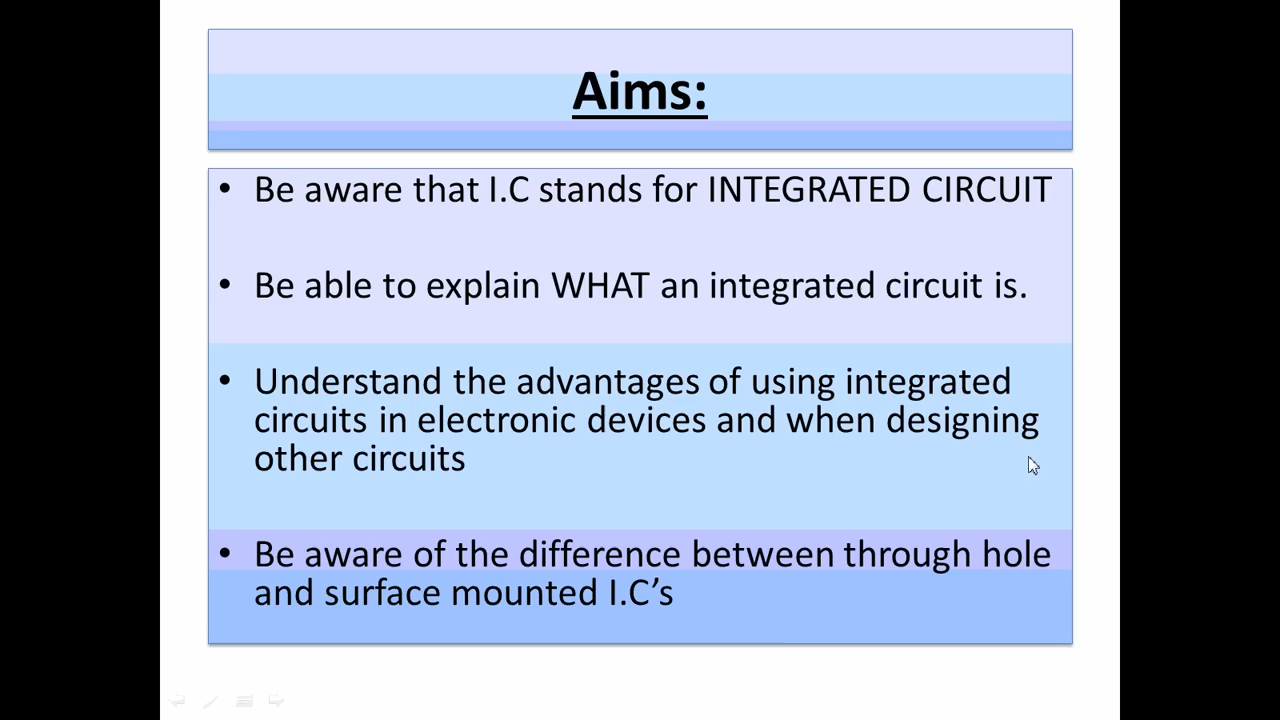 Aims:
• Be aware that I.C stands for INTEGRATED CIRCUIT
• Be able to explain WHAT an integrated circuit is.
• Understand the advantages of using integrated
circuits in electronic devices and when designing
other circuits
• Be aware of the difference between through hole
and surface mounted I.C’s